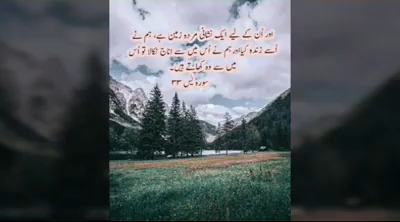 اور اُن کے لیے ایک نشانی مُردہ زمین ہے، ہم نے
اُسے زندہ کیا اور ہم نے اُس میں سے اناج نکالا تو اُس
میں سے وہ کھاتے ہیں۔
سورہ یٰس ۳۳